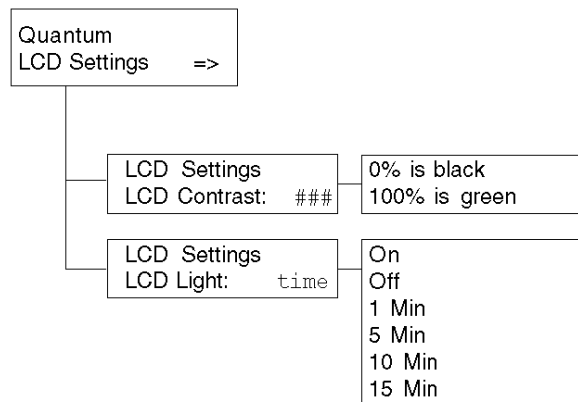 Quantum
LCD Settings =>
LCD Settings
LCD Contrast: ###
0% is black
100% is green
LCD Settings
LCD Light: time
On
Off
1 Min
5 Min
10 Min
15 Min